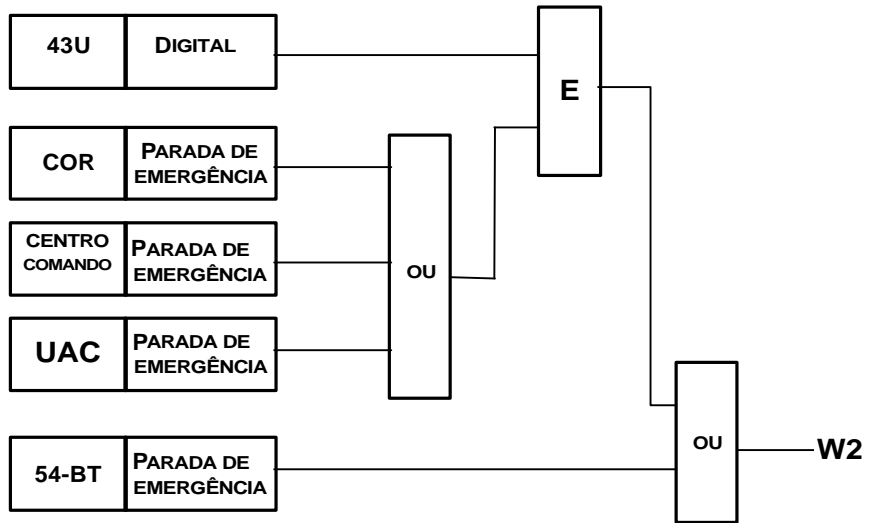 43U DIGITAL
E
COR PARADA DE
EMERGÊNCIA
CENTRO
COMANDO
PARADA DE
EMERGÊNCIA
OU
UAC PARADA DE
EMERGÊNCIA
54-BT PARADA DE
EMERGÊNCIA
OU
W2